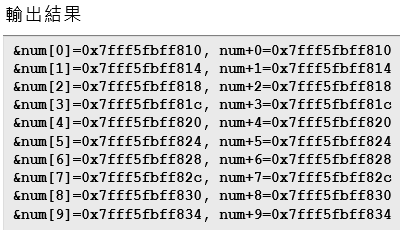 輸出結果
&num[0]=0x7fff5fbff810, num+0=0x7fff5fbff810
&num[1]=0x7fff5fbff814, num+1=0x7fff5fbff814
&num[2]=0x7fff5fbff818, num+2=0x7fff5fbff818
&num[3]=0x7fff5fbff81c, num+3=0x7fff5fbff81c
&num[4]=0x7fff5fbff820, num+4=0x7fff5fbff820
&num[5]=0x7fff5fbff824, num+5=0x7fff5fbff824
&num[6]=0x7fff5fbff828, num+6=0x7fff5fbff828
&num[7]=0x7fff5fbff82c, num+7=0x7fff5fbff82c
&num[8]=0x7fff5fbff830, num+8=0x7fff5fbff830
&num[9]=0x7fff5fbff834, num+9=0x7fff5fbff834